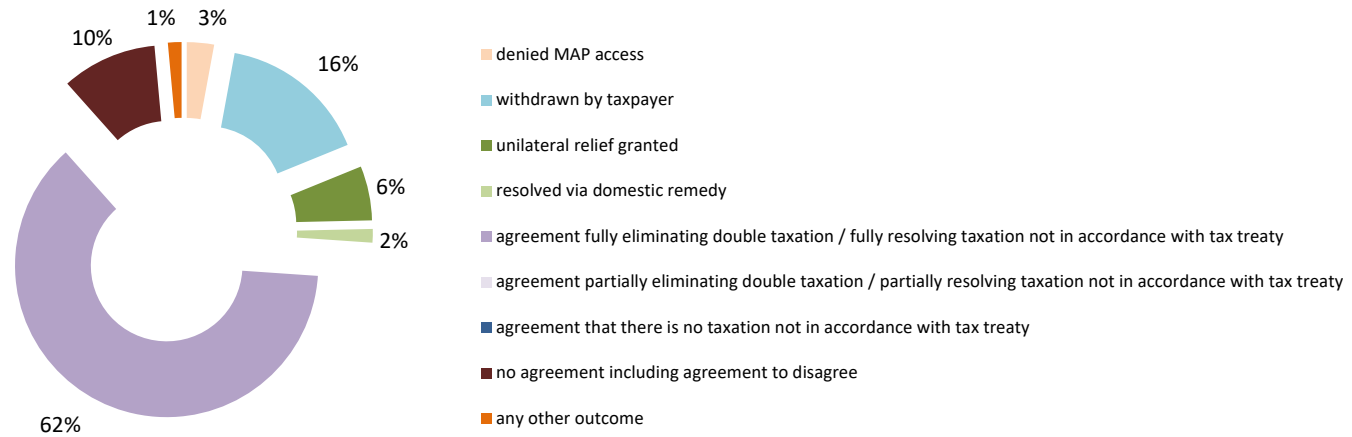 1%
3%
10%
16%
6%
2%
62%
denied MAP access
withdrawn by taxpayer
unilateral relief granted
resolved via domestic remedy
agreement fully eliminating double taxation / fully resolving taxation not in accordance with tax treaty
agreement partially eliminating double taxation / partially resolving taxation not in accordance with tax treaty
agreement that there is no taxation not in accordance with tax treaty
no agreement including agreement to disagree
any other outcome